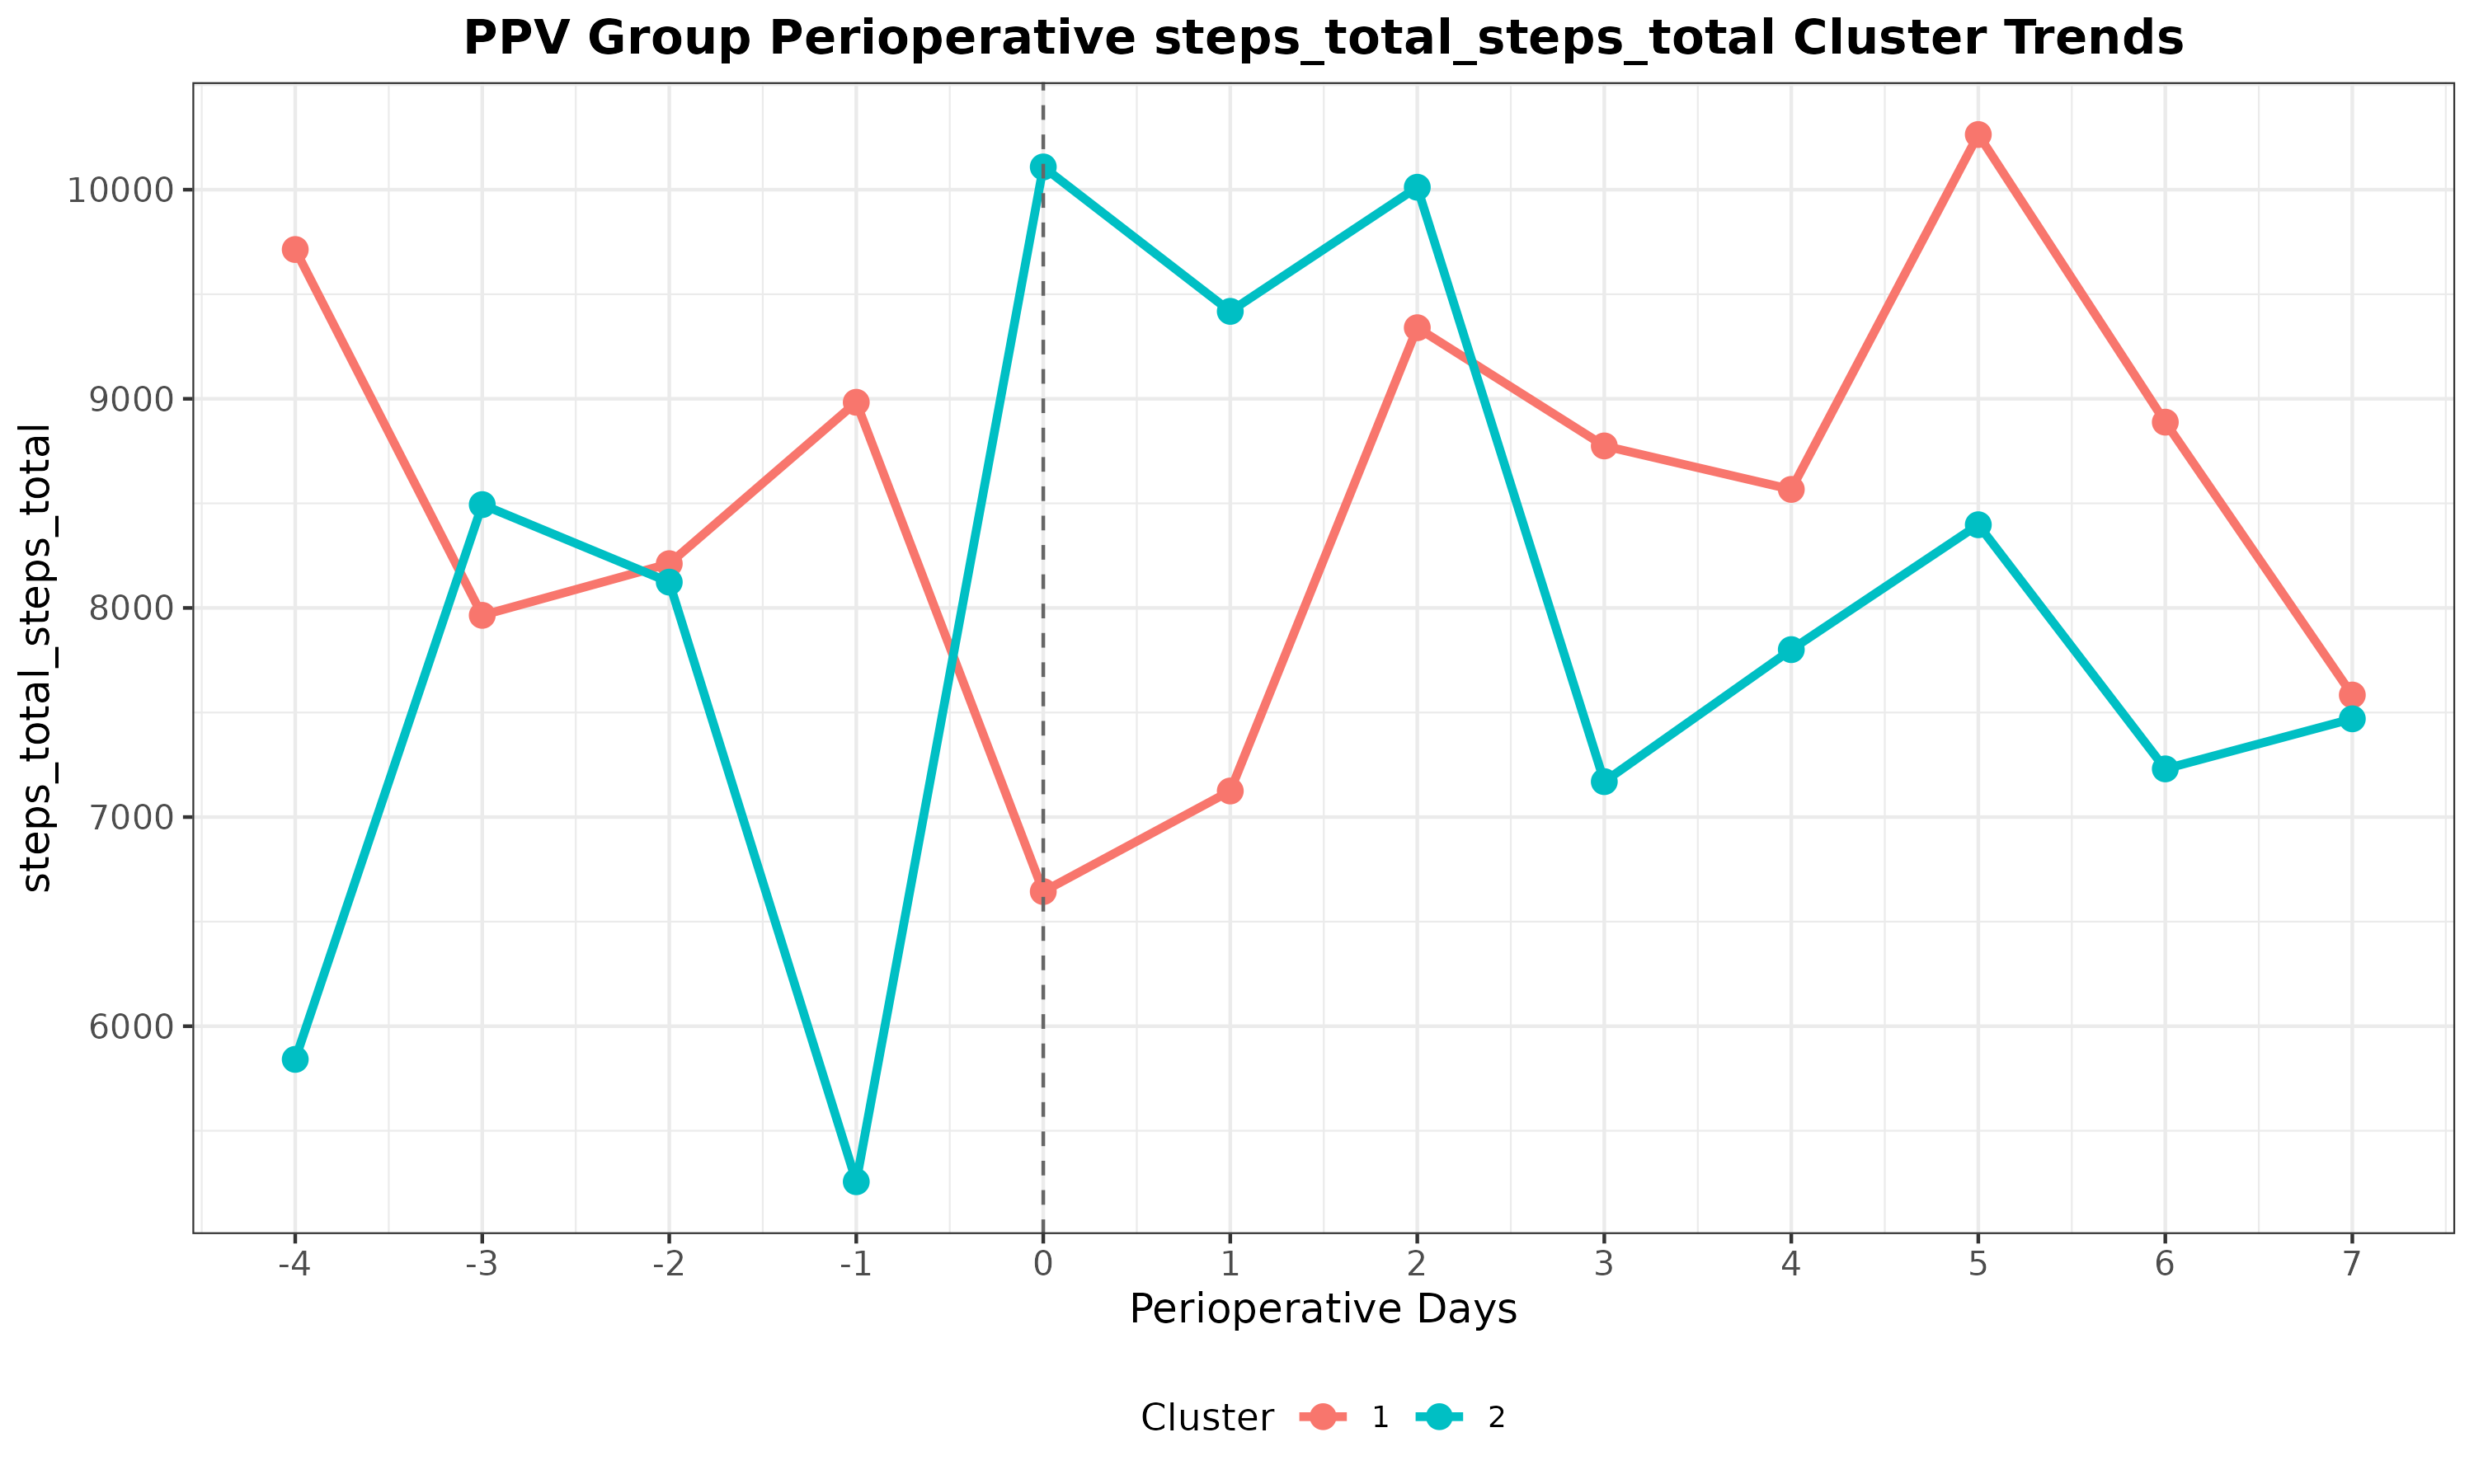 PPV Group Perioperative steps_total_steps_total Cluster Trends
steps_total_steps_total
10000
9000
8000
7000
6000
-4 -3 -2 -1 0 1 2 3 4 5 6 7
Perioperative Days
Cluster 1 2